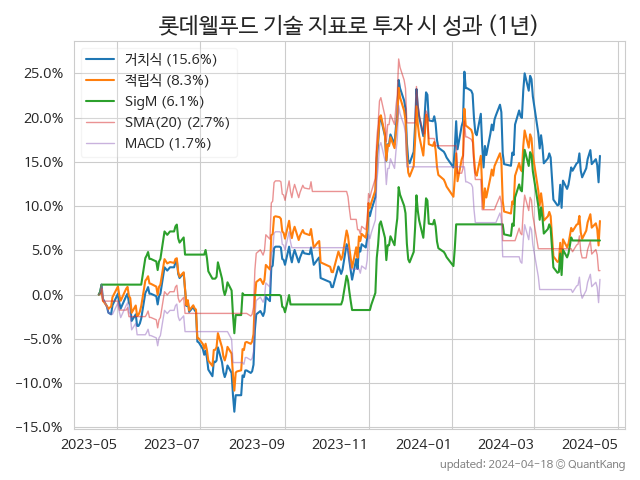 롯데웰푸드 기술 지표로 투자 시 성과 (1년)
거치식 (15.6%)
적립식 (8.3%)
SigM (6.1%)
SMA(20) (2.7%)
MACD (1.7%)
25.0%
20.0%
15.0%
10.0%
5.0%
0.0%
−5.0%
−10.0%
−15.0%
2023-05 2023-07 2023-09 2023-11 2024-01 2024-03 2024-05
updated: 2024-04-18 © QuantKang